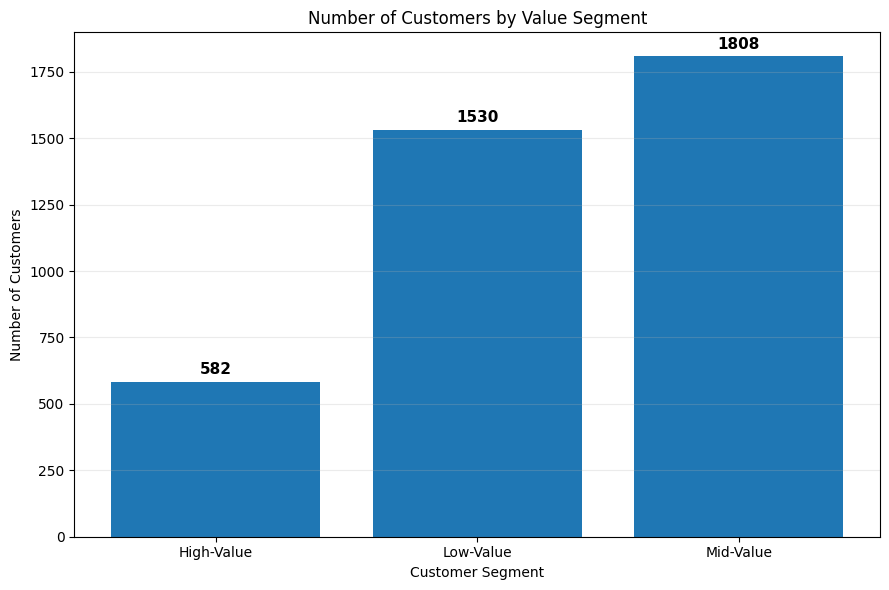 Number of Customers by Value Segment
Number of Customers
1750
1500
1250
1000
750
500
250
0
582
1530
1808
High-Value
Low-Value
Mid-Value
Customer Segment